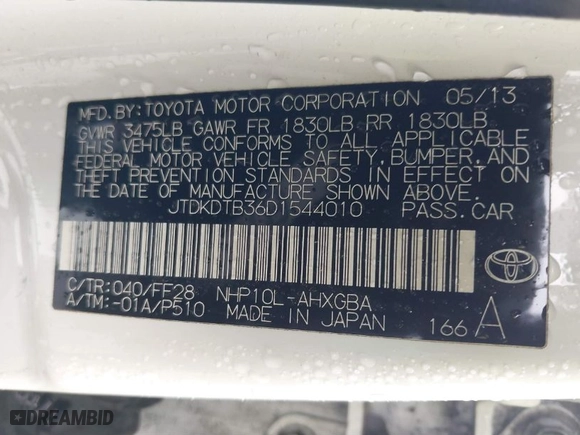 MFD. BY: TOYOTA MOTOR CORPORATION 05/13
GVWR 3475LB GAWR FR 1830LB RR 1830LB
THIS VEHICLE CONFORMS TO ALL APPLICABLE
FEDERAL MOTOR VEHICLE SAFETY, BUMPER, AND
THEFT PREVENTION STANDARDS IN EFFECT ON
THE DATE OF MANUFACTURE SHOWN ABOVE.
JTDKDTB36D1544010 PASS. CAR
C/TR: 040/FF28 NHP10L-AHXGBA
A/TM: -01A/P510 MADE IN JAPAN 166 A
DREAMBID